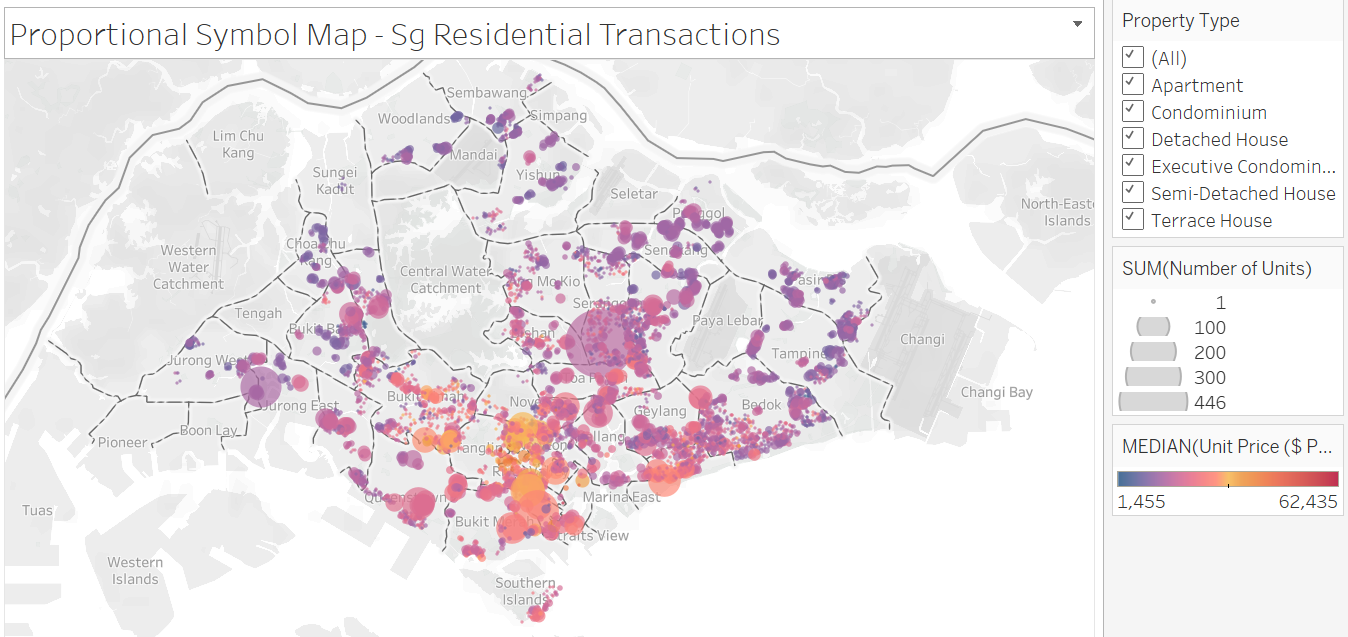 Proportional Symbol Map - Sg Residential Transactions
Property Type
(All)
Apartment
Condominium
Detached House
Executive Condomin...
Semi-Detached House
Terrace House
SUM(Number of Units)
1
100
200
300
446
MEDIAN(Unit Price ($ P...
1,455
62,435
Sembawang
Woodlands
Simpang
Lim Chu
Kang
Mandai
Sungei
Kadut
Yishun
Seletar
North-Easte
Islands
Punggol
Choa Chu
Kang
Western
Water
Catchment
Sengkang
Central Water
Catchment
Ang Mo Kio
Pasir
Serangoon
Tengah
Paya Lebar
Bukit Ba
Bishan
Changi
Tampines
Jurong West
Toa Payoh
Changi Bay
Bukit Timah
Jurong East
Novena
Geylang
Bedok
Boon Lay
Pioneer
Tanglin
Kallang
Queenstown
Marina East
Tuas
Bukit Merah
Straits View
Western
Islands
Southern
Islands